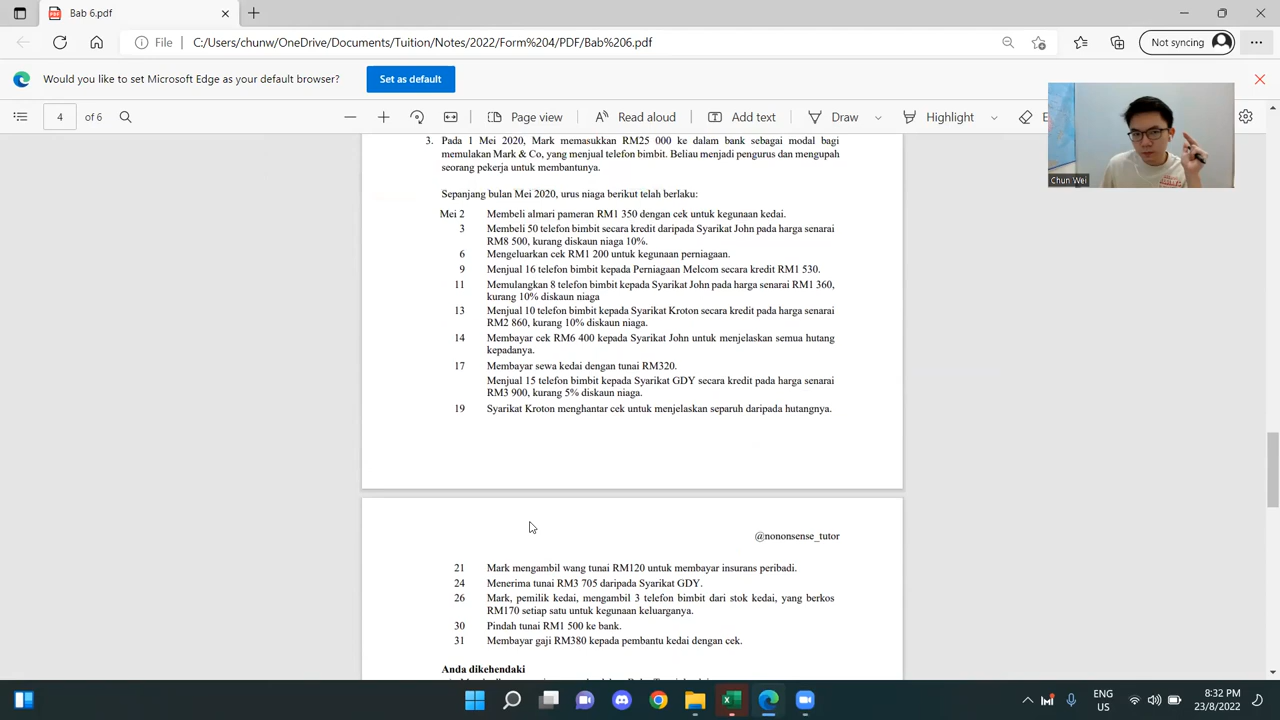 Bab 6.pdf
File
C:/Users/chunw/OneDrive/Documents/Tuition/Notes/2022/Form%204/PDF/Bab%206.pdf
Not syncing
Would you like to set Microsoft Edge as your default browser?
Set as default
4 of 6
Page view
Read aloud
Add text
Draw
Highlight
Chun Wei
3. Pada 1 Mei 2020, Mark memasukkan RM25 000 ke dalam bank sebagai modal bagi
memulakan Mark & Co, yang menjual telefon bimbit. Beliau menjadi pengurus dan mengupah
seorang pekerja untuk membantunya.
Sepanjang bulan Mei 2020, urus niaga berikut telah berlaku:
Mei 2 Membeli almari pameran RM1 350 dengan cek untuk kegunaan kedai.
3 Membeli 50 telefon bimbit secara kredit daripada Syarikat John pada harga senarai
RM8 500, kurang diskaun niaga 10%.
6 Mengeluarkan cek RM1 200 untuk kegunaan perniagaan.
9 Menjual 16 telefon bimbit kepada Perniagaan Melcom secara kredit RM1 530.
11 Memulangkan 8 telefon bimbit kepada Syarikat John pada harga senarai RM1 360,
kurang 10% diskaun niaga
13 Menjual 10 telefon bimbit kepada Syarikat Kroton secara kredit pada harga senarai
RM2 860, kurang 10% diskaun niaga.
14 Membayar cek RM6 400 kepada Syarikat John untuk menjelaskan semua hutang
kepadanya.
17 Membayar sewa kedai dengan tunai RM320.
Menjual 15 telefon bimbit kepada Syarikat GDY secara kredit pada harga senarai
RM3 900, kurang 5% diskaun niaga.
19 Syarikat Kroton menghantar cek untuk menjelaskan separuh daripada hutangnya.
@nononsense_tutor
21 Mark mengambil wang tunai RM120 untuk membayar insurans peribadi.
24 Menerima tunai RM3 705 daripada Syarikat GDY.
26 Mark, pemilik kedai, mengambil 3 telefon bimbit dari stok kedai, yang berkos
RM170 setiap satu untuk kegunaan keluarganya.
30 Pindah tunai RM1 500 ke bank.
31 Membayar gaji RM380 kepada pembantu kedai dengan cek.
Anda dikehendaki
ENG
US
8:32 PM
23/8/2022